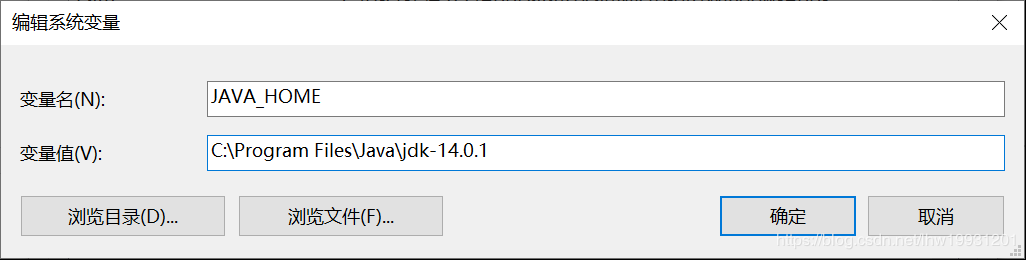 编辑系统变量
变量名(N):
JAVA_HOME
变量值(V):
C:\Program Files\Java\jdk-14.0.1
浏览目录(D)...
浏览文件(F)...
确定
取消
https://blog.csdn.net/lhw19931201